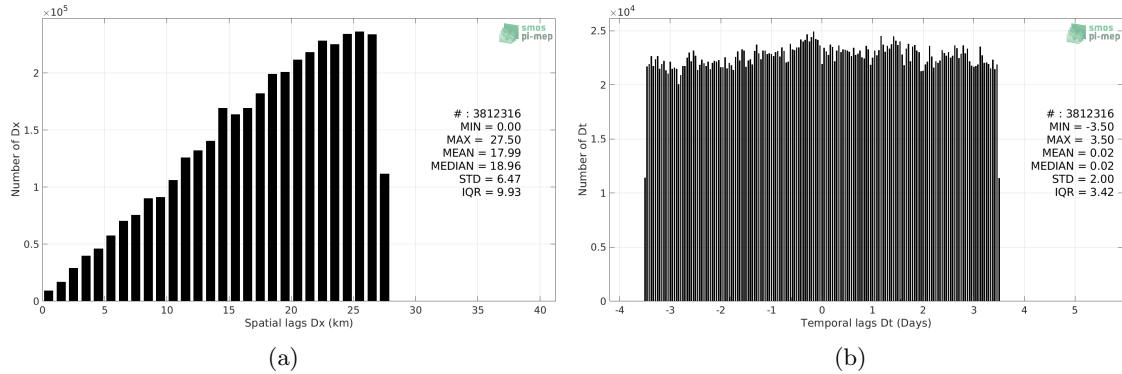 ×10⁵
2
1.5
1
0.5
0
Number of Dx
0 5 10 15 20 25 30 35 40
Spatial lags Dx (km)
smos
pi-mep
# : 3812316
MIN = 0.00
MAX = 27.50
MEAN = 17.99
MEDIAN = 18.96
STD = 6.47
IQR = 9.93
(a)
×10⁴
2.5
2
1.5
1
0.5
0
Number of Dt
-4 -3 -2 -1 0 1 2 3 4 5
Temporal lags Dt (Days)
smos
pi-mep
# : 3812316
MIN = -3.50
MAX = 3.50
MEAN = 0.02
MEDIAN = 0.02
STD = 2.00
IQR = 3.42
(b)